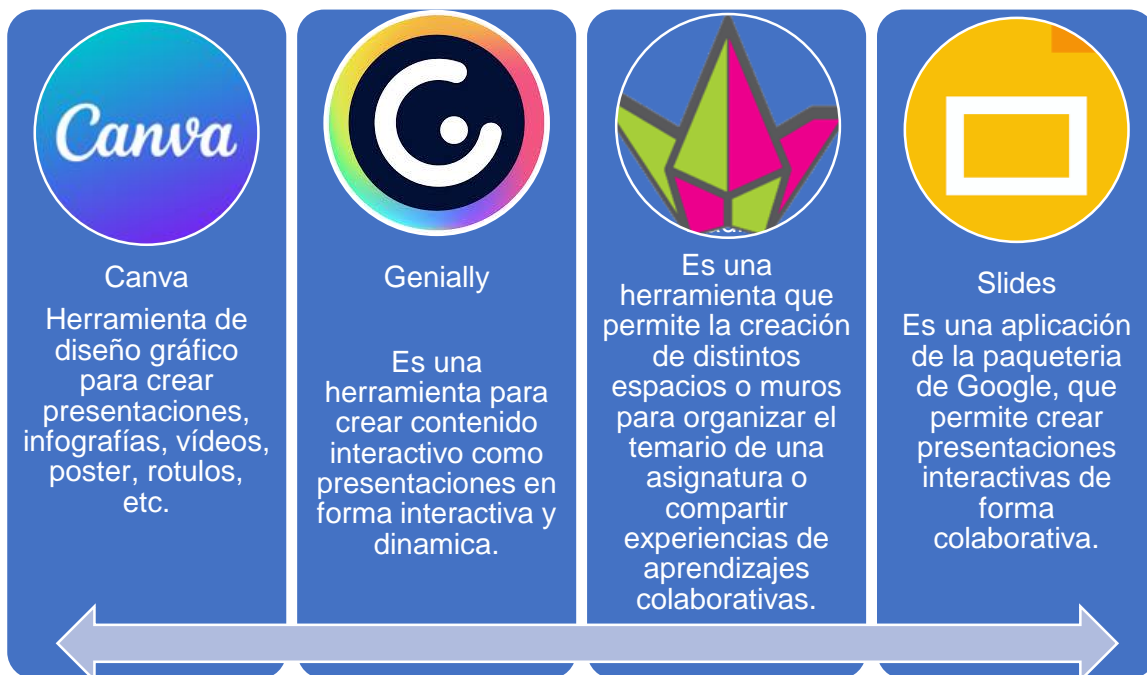 Canva
Canva
Herramienta de
diseño gráfico
para crear
presentaciones,
infografías, vídeos,
poster, rotulos,
etc.
Genially
Es una
herramienta para
crear contenido
interactivo como
presentaciones en
forma interactiva y
dinamica.
Es una
herramienta que
permite la creación
de distintos
espacios o muros
para organizar el
temario de una
asignatura o
compartir
experiencias de
aprendizajes
colaborativas.
Slides
Es una aplicación
de la paqueteria
de Google, que
permite crear
presentaciones
interactivas de
forma
colaborativa.